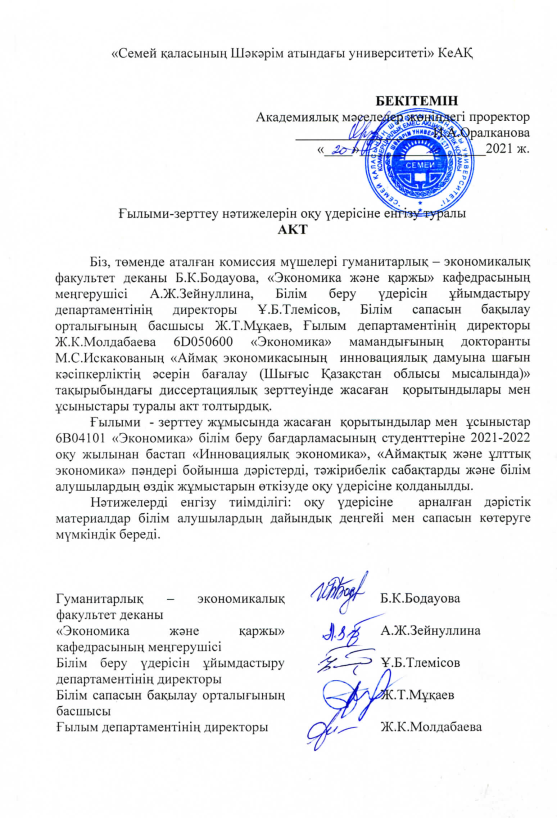 «Семей қаласының Шәкәрім атындағы университеті» КеАҚ
БЕКІТЕМІН
Академиялық мәселелер жөніндегі проректор
И.А.Оралканова
« 20 » 2021 ж.
СЕМЕЙ
Ғылыми-зерттеу нәтижелерін оқу үдерісіне енгізу туралы
АКТ
Біз, төменде аталған комиссия мүшелері гуманитарлық – экономикалық
факультет деканы Б.К.Бодауова, «Экономика және қаржы» кафедрасының
меңгерушісі А.Ж.Зейнуллина, Білім беру үдерісін ұйымдастыру
департаментінің директоры Ұ.Б.Тлемісов, Білім сапасын бақылау
орталығының басшысы Ж.Т.Мұқаев, Ғылым департаментінің директоры
Ж.К.Молдабаева 6D050600 «Экономика» мамандығының докторанты
М.С.Искакованың «Аймақ экономикасының инновациялық дамуына шағын
кәсіпкерліктің әсерін бағалау (Шығыс Қазақстан облысы мысалында)»
тақырыбындағы диссертациялық зерттеуінде жасаған қорытындылары мен
ұсыныстары туралы акт толтырдық.
Ғылыми - зерттеу жұмысында жасаған қорытындылар мен ұсыныстар
6В04101 «Экономика» білім беру бағдарламасының студенттеріне 2021-2022
оқу жылынан бастап «Инновациялық экономика», «Аймақтық және ұлттық
экономика» пәндері бойынша дәрістерді, тәжірибелік сабақтарды және білім
алушылардың өздік жұмыстарын өткізуде оқу үдерісіне қолданылды.
Нәтижелерді енгізу тиімділігі: оқу үдерісіне арналған дәрістік
материалдар білім алушылардың дайындық деңгейі мен сапасын көтеруге
мүмкіндік береді.
Гуманитарлық – экономикалық Б.К.Бодауова
факультет деканы
«Экономика және қаржы» А.Ж.Зейнуллина
кафедрасының меңгерушісі
Білім беру үдерісін ұйымдастыру Ұ.Б.Тлемісов
департаментінің директоры
Білім сапасын бақылау орталығының Ж.Т.Мұқаев
басшысы
Ғылым департаментінің директоры Ж.К.Молдабаева